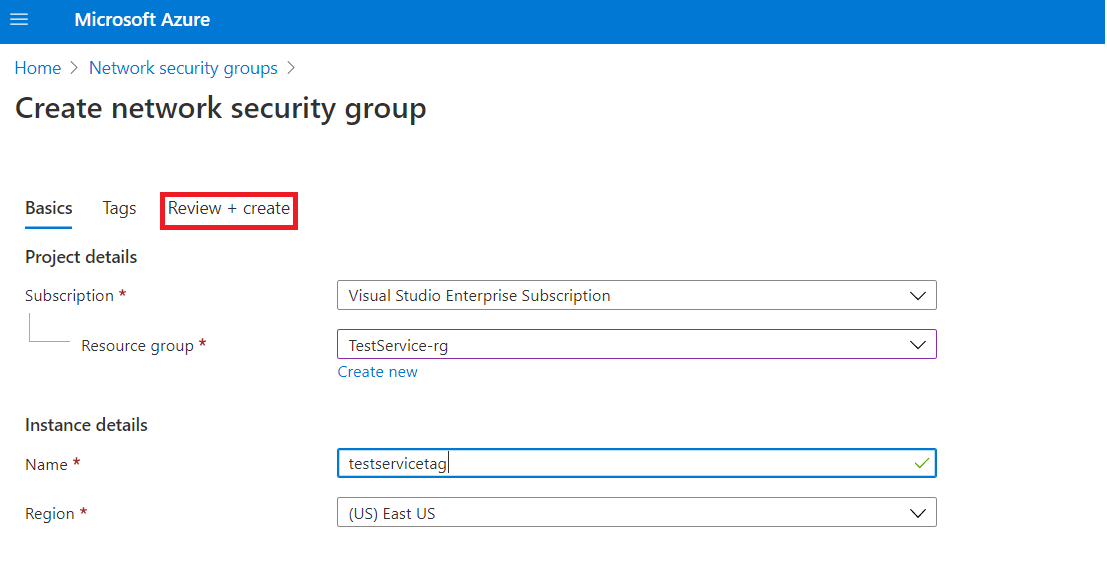 Microsoft Azure
Home > Network security groups >
Create network security group
Basics Tags Review + create
Project details
Subscription * Visual Studio Enterprise Subscription
Resource group * TestService-rg
Create new
Instance details
Name * testservicetag
Region * (US) East US